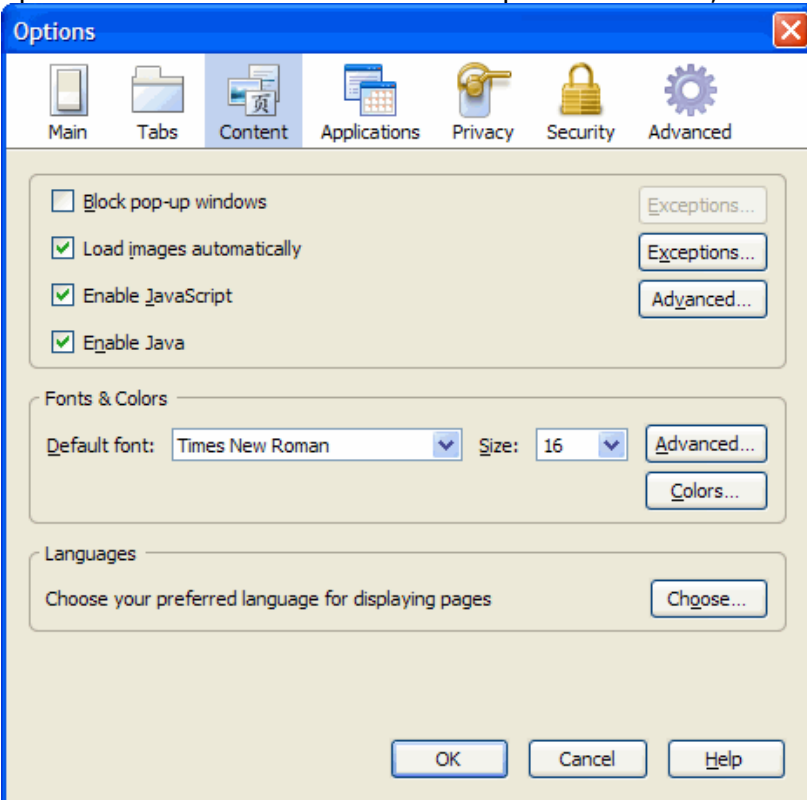 Options
Main Tabs Content Applications Privacy Security Advanced
页
Block pop-up windows Exceptions...
Load images automatically Exceptions...
Enable JavaScript Advanced...
Enable Java
Fonts & Colors
Default font: Times New Roman Size: 16 Advanced...
Colors...
Languages
Choose your preferred language for displaying pages Choose...
OK Cancel Help